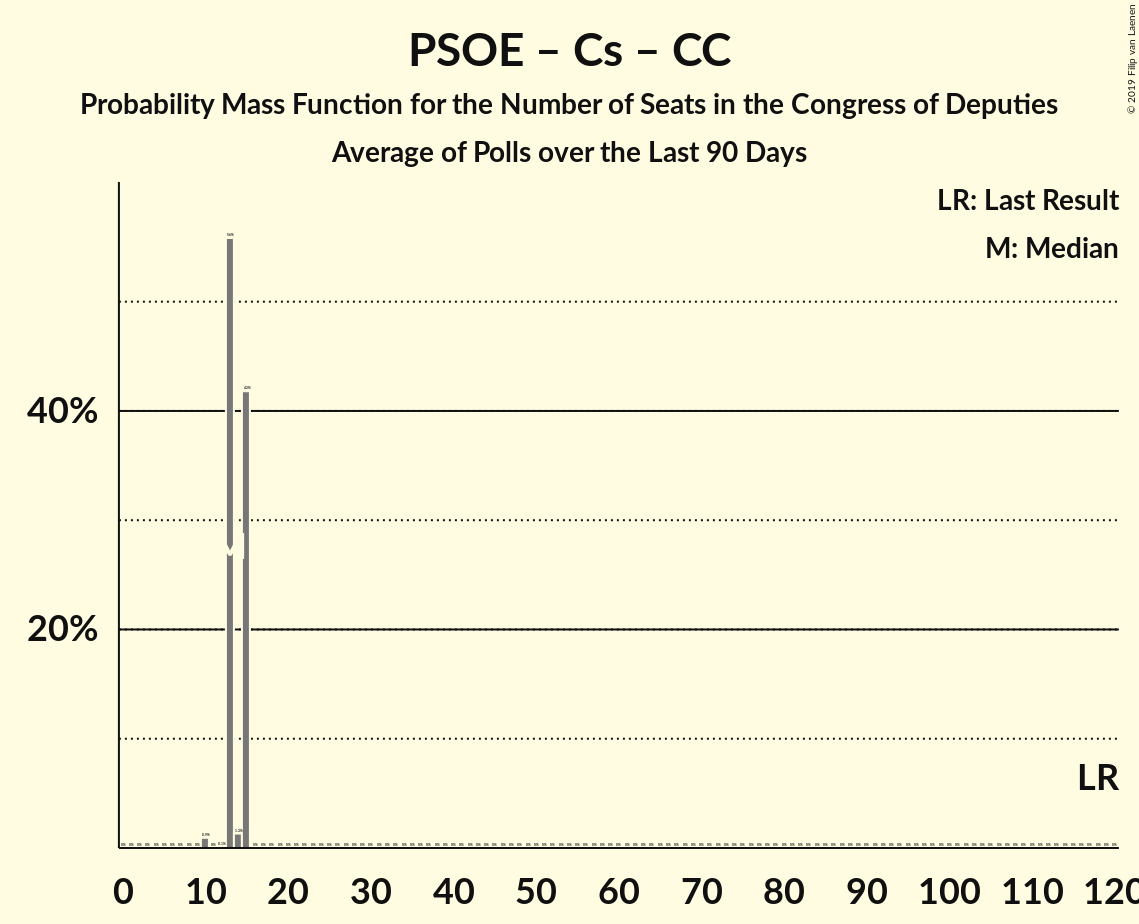 PSOE – Cs – CC
Probability Mass Function for the Number of Seats in the Congress of Deputies
Average of Polls over the Last 90 Days
© 2019 Filip van Laenen
LR: Last Result
M: Median
40%
20%
M
LR
0 10 20 30 40 50 60 70 80 90 100 110 120